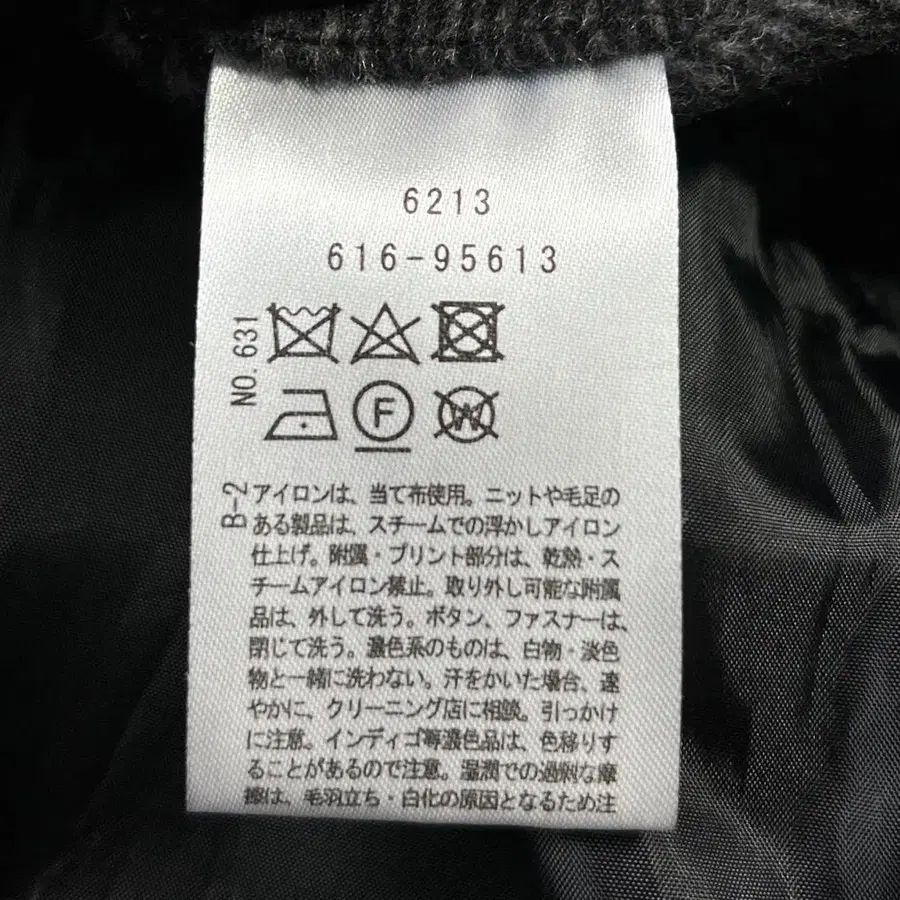 6213
616-95613
NO. 631
F
W
B-2
アイロンは、当て布使用。ニットや毛足の
ある製品は、スチームでの浮かしアイロン
仕上げ。附属・プリント部分は、乾熱・ス
チームアイロン禁止。取り外し可能な附属
品は、外して洗う。ボタン、ファスナーは、
閉じて洗う。濃色系のものは、白物・淡色
物と一緒に洗わない。汗をかいた場合、速
やかに、クリーニング店に相談。引っかけ
に注意。インディゴ等濃色品は、色移りす
ることがあるので注意。湿潤での過剰な摩
擦は、毛羽立ち・白化の原因となるため注